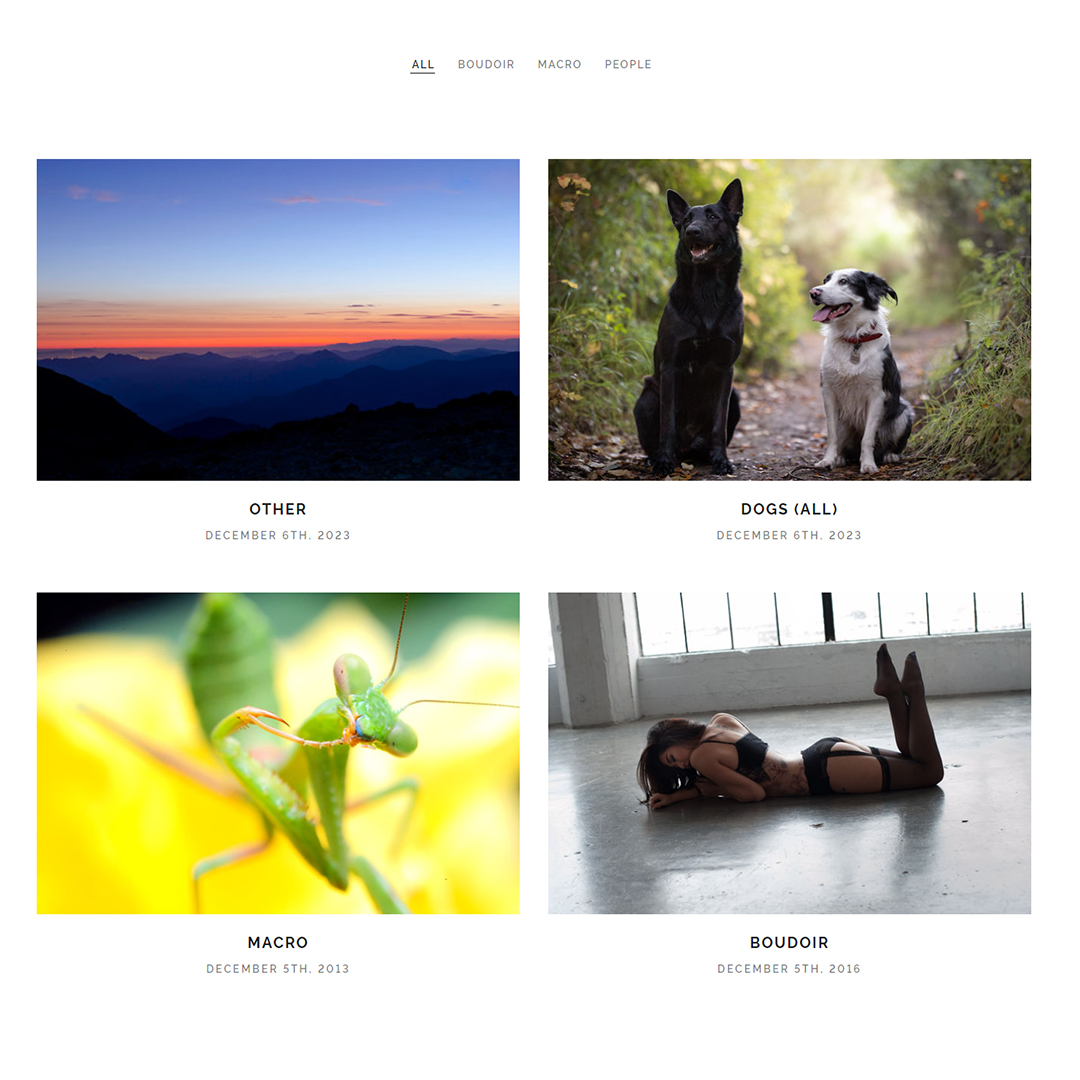 ALL BOUDOIR MACRO PEOPLE
OTHER
DECEMBER 6TH, 2023
DOGS (ALL)
DECEMBER 6TH, 2023
MACRO
DECEMBER 5TH, 2013
BOUDOIR
DECEMBER 5TH, 2016